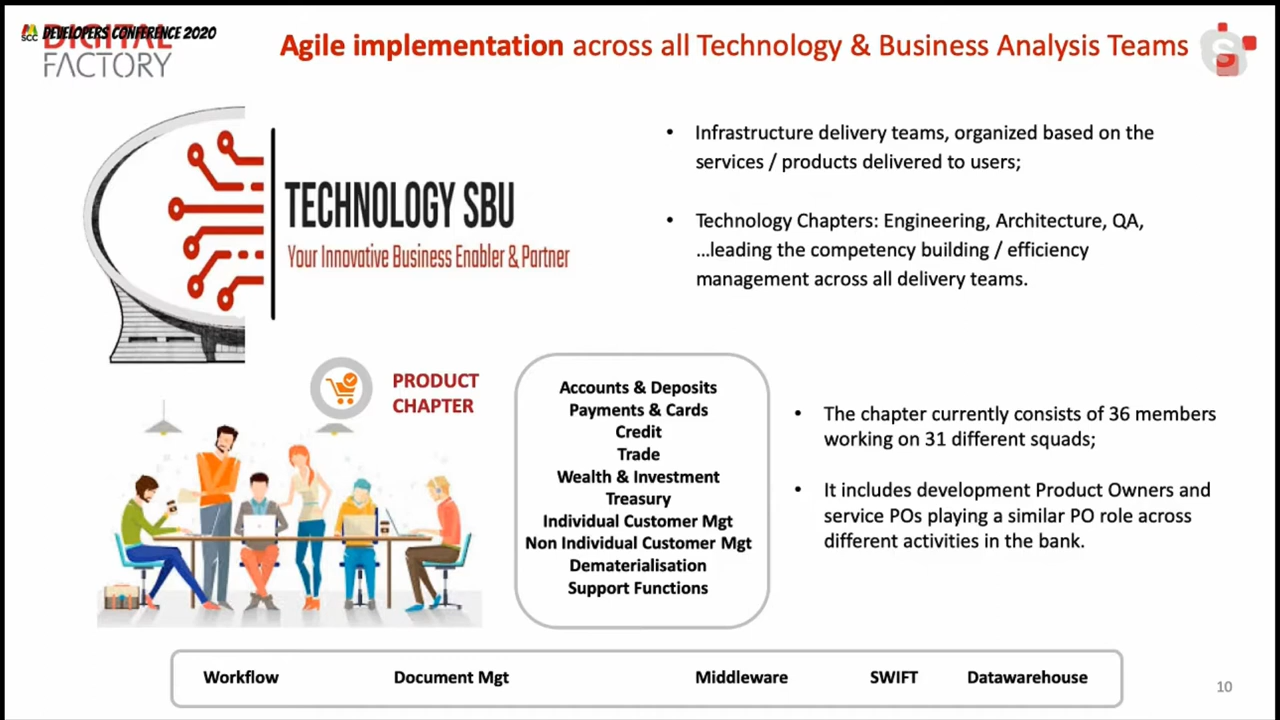 SCC DEVELOPERS CONFERENCE 2020
DIGITAL
FACTORY
Agile implementation across all Technology & Business Analysis Teams
S
• Infrastructure delivery teams, organized based on the
services / products delivered to users;
• Technology Chapters: Engineering, Architecture, QA,
...leading the competency building / efficiency
management across all delivery teams.
TECHNOLOGY SBU
Your Innovative Business Enabler & Partner
PRODUCT
CHAPTER
Accounts & Deposits
Payments & Cards
Credit
Trade
Wealth & Investment
Treasury
Individual Customer Mgt
Non Individual Customer Mgt
Dematerialisation
Support Functions
• The chapter currently consists of 36 members
working on 31 different squads;
• It includes development Product Owners and
service POs playing a similar PO role across
different activities in the bank.
Workflow Document Mgt Middleware SWIFT Datawarehouse
10